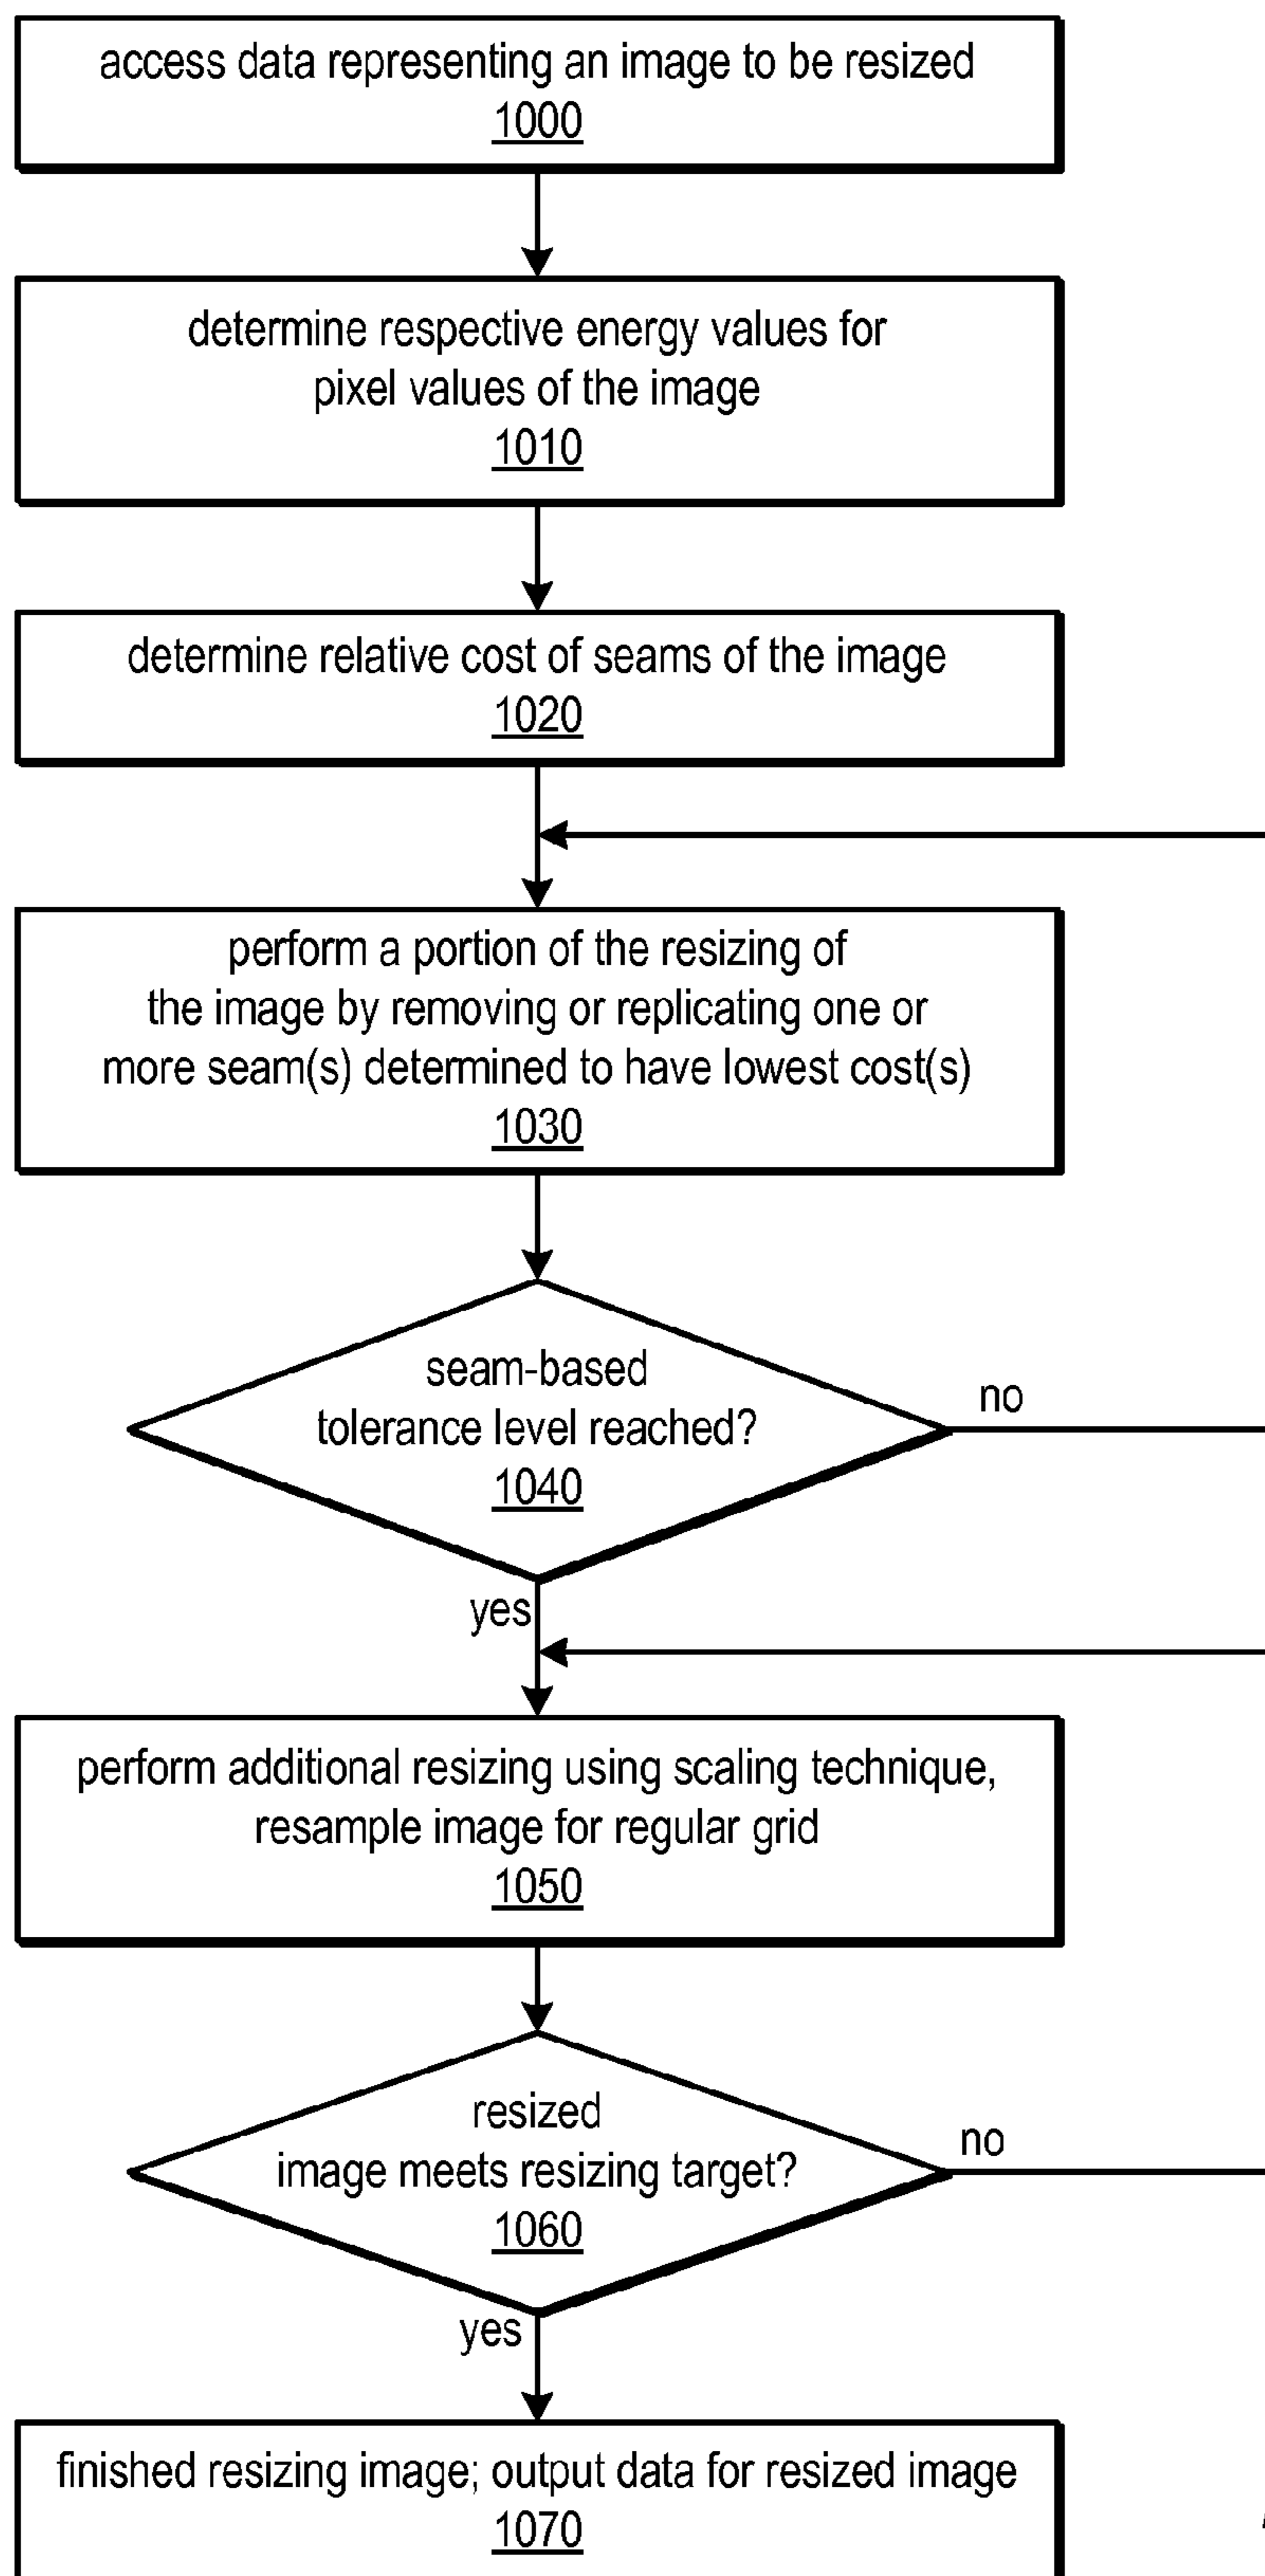 access data representing an image to be resized
1000
determine respective energy values for
pixel values of the image
1010
determine relative cost of seams of the image
1020
perform a portion of the resizing of
the image by removing or replicating one or
more seam(s) determined to have lowest cost(s)
1030
seam-based
tolerance level reached?
1040
no
yes
perform additional resizing using scaling technique,
resample image for regular grid
1050
resized
image meets resizing target?
1060
no
yes
finished resizing image; output data for resized image
1070